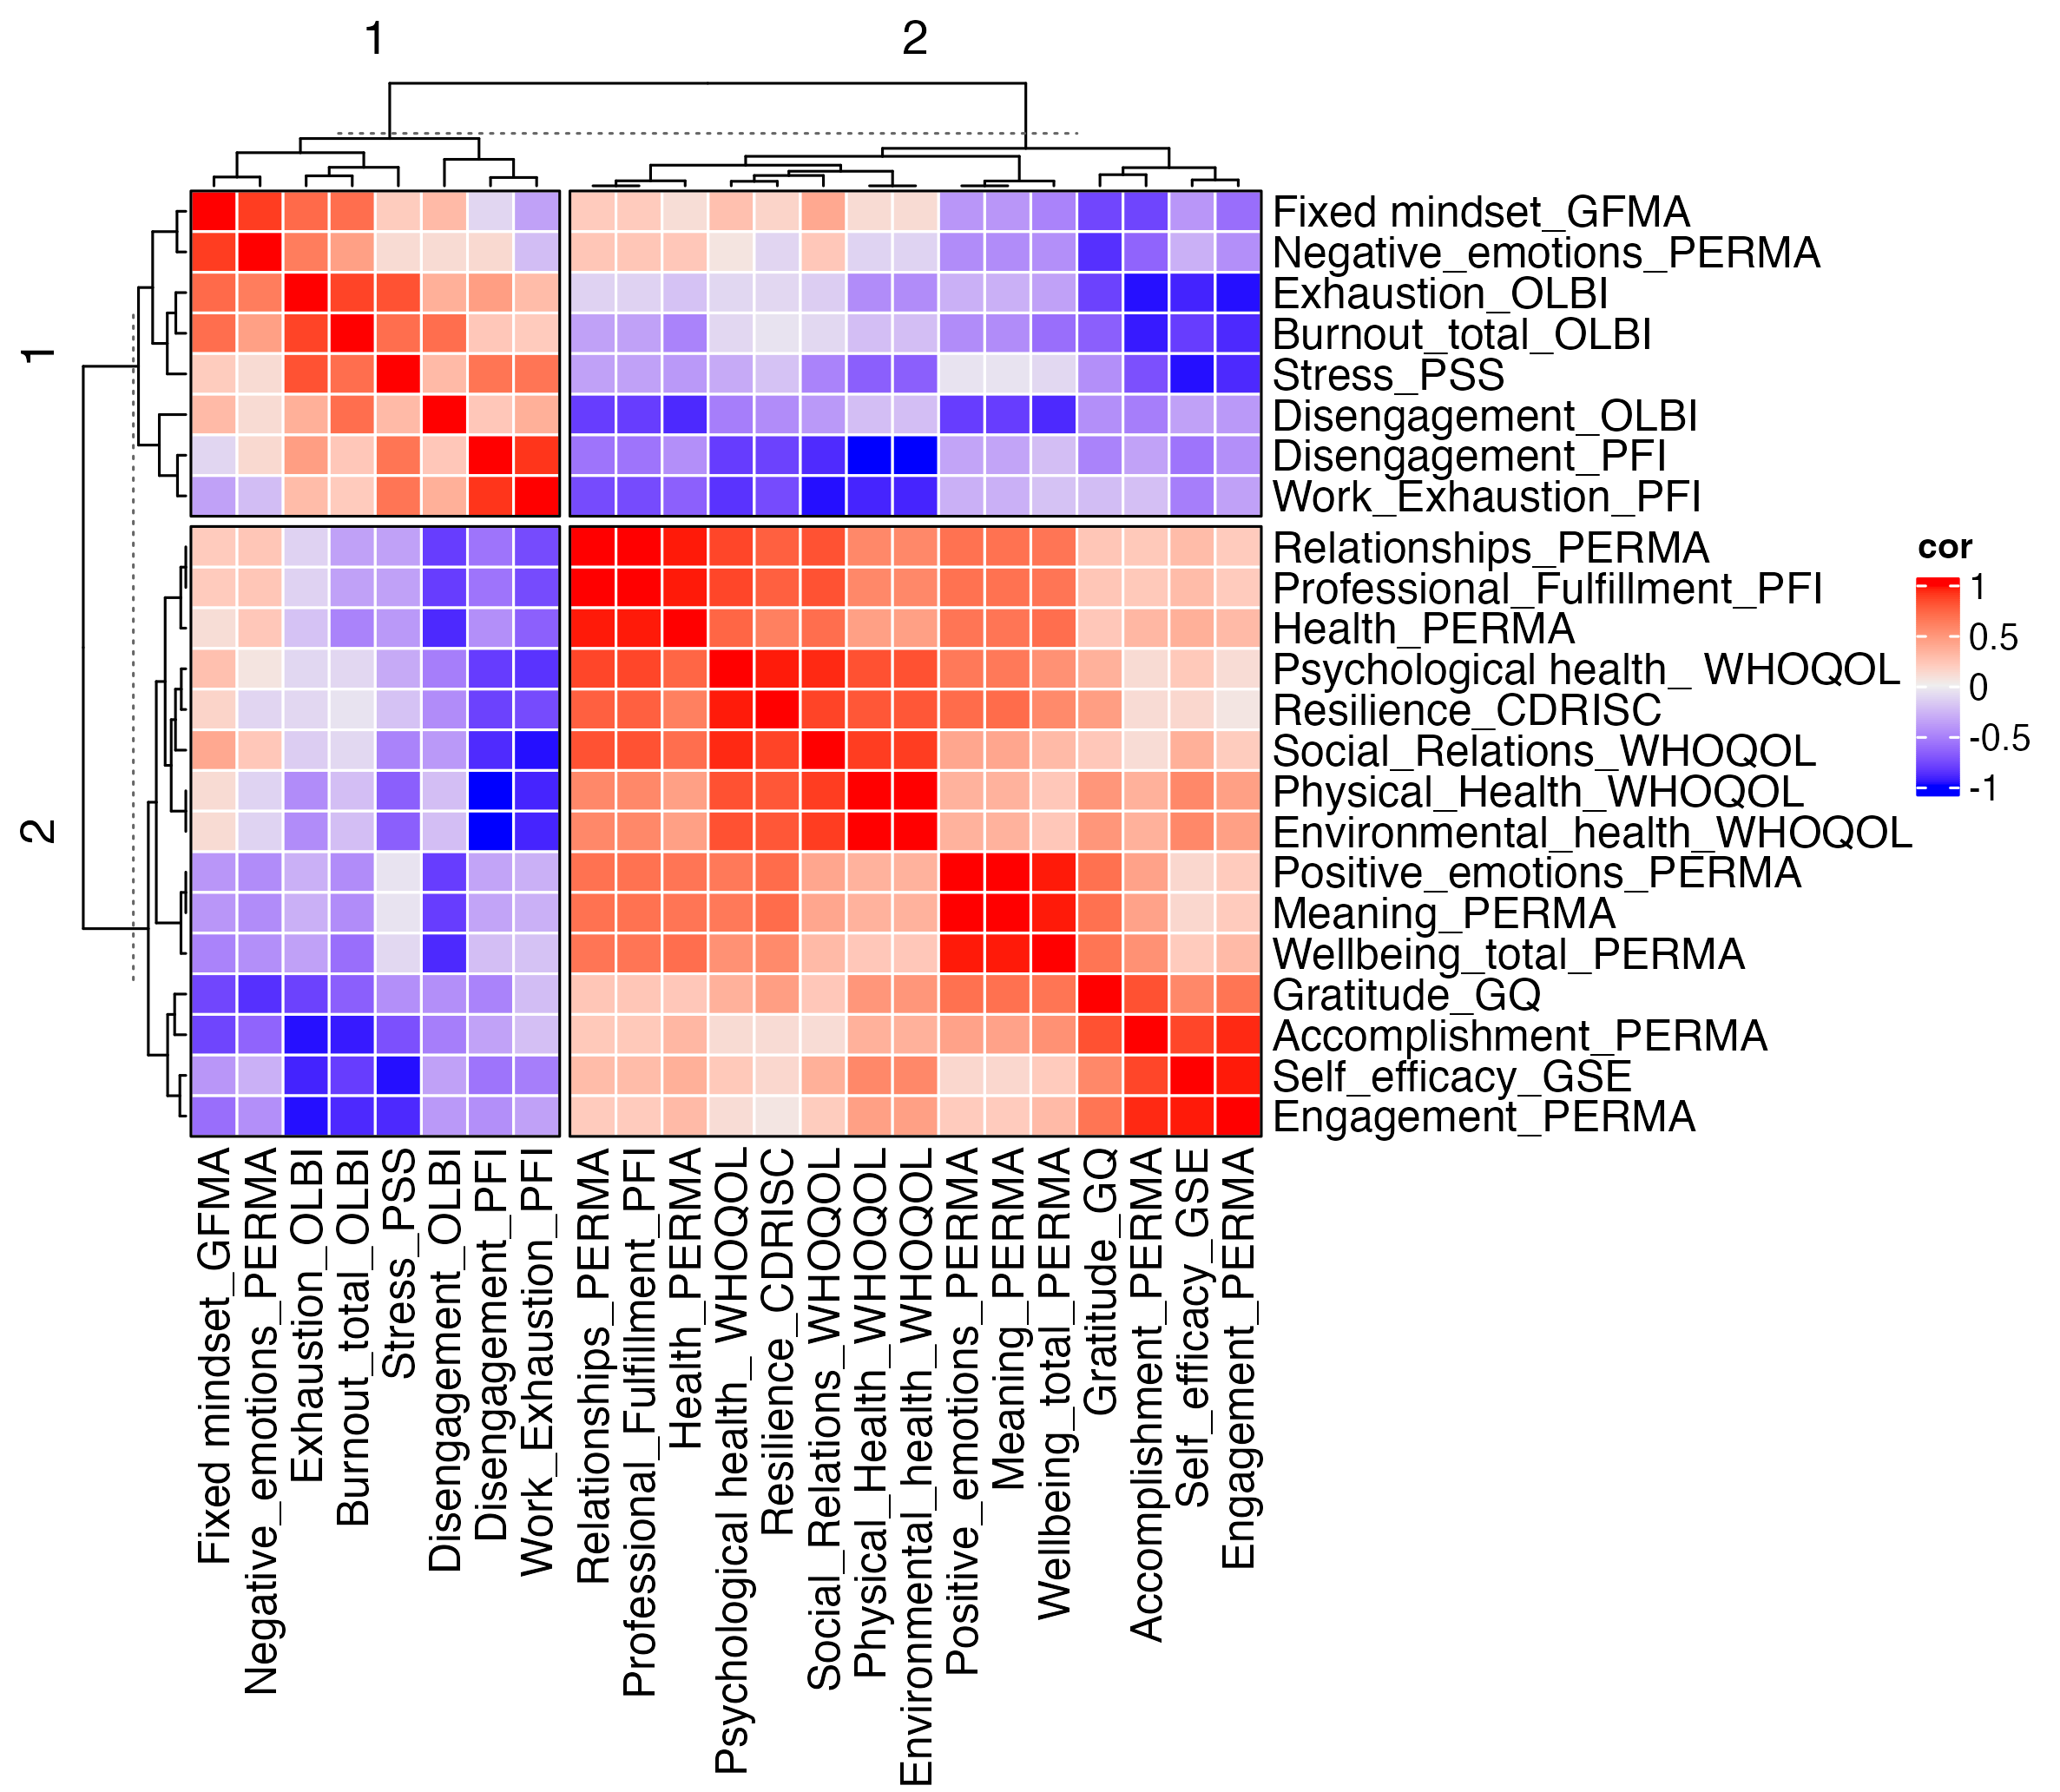 1
2
1
2
Fixed mindset_GFMA
Negative_emotions_PERMA
Exhaustion_OLBI
Burnout_total_OLBI
Stress_PSS
Disengagement_OLBI
Disengagement_PFI
Work_Exhaustion_PFI
Relationships_PERMA
Professional_Fulfillment_PFI
Health_PERMA
Psychological health_ WHOQOL
Resilience_CDRISC
Social_Relations_WHOQOL
Physical_Health_WHOQOL
Environmental_health_WHOQOL
Positive_emotions_PERMA
Meaning_PERMA
Wellbeing_total_PERMA
Gratitude_GQ
Accomplishment_PERMA
Self_efficacy_GSE
Engagement_PERMA
cor
1
0.5
0
-0.5
-1
Fixed mindset_GFMA
Negative_emotions_PERMA
Exhaustion_OLBI
Burnout_total_OLBI
Stress_PSS
Disengagement_OLBI
Disengagement_PFI
Work_Exhaustion_PFI
Relationships_PERMA
Professional_Fulfillment_PFI
Health_PERMA
Psychological health_ WHOQOL
Resilience_CDRISC
Social_Relations_WHOQOL
Physical_Health_WHOQOL
Environmental_health_WHOQOL
Positive_emotions_PERMA
Meaning_PERMA
Wellbeing_total_PERMA
Gratitude_GQ
Accomplishment_PERMA
Self_efficacy_GSE
Engagement_PERMA